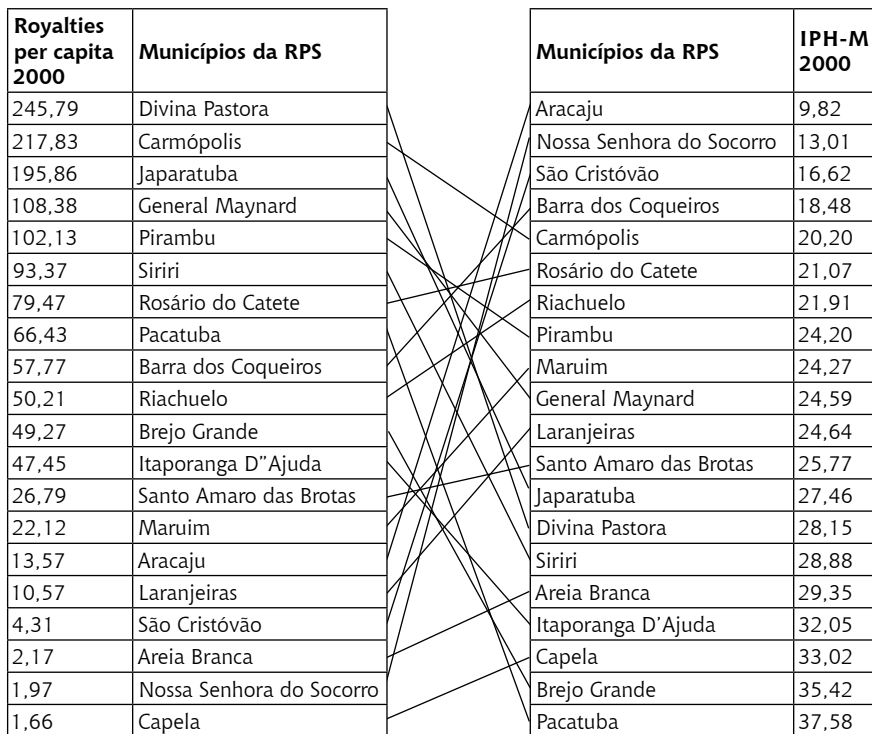 Royalties per capita 2000 Municípios da RPS Municípios da RPS IPH-M 2000
245,79 Divina Pastora Aracaju 9,82
217,83 Carmópolis Nossa Senhora do Socorro 13,01
195,86 Japaratuba São Cristóvão 16,62
108,38 General Maynard Barra dos Coqueiros 18,48
102,13 Pirambu Carmópolis 20,20
93,37 Siriri Rosário do Catete 21,07
79,47 Rosário do Catete Riachuelo 21,91
66,43 Pacatuba Pirambu 24,20
57,77 Barra dos Coqueiros Maruim 24,27
50,21 Riachuelo General Maynard 24,59
49,27 Brejo Grande Laranjeiras 24,64
47,45 Itaporanga D"Ajuda Santo Amaro das Brotas 25,77
26,79 Santo Amaro das Brotas Japaratuba 27,46
22,12 Maruim Divina Pastora 28,15
13,57 Aracaju Siriri 28,88
10,57 Laranjeiras Areia Branca 29,35
4,31 São Cristóvão Itaporanga D'Ajuda 32,05
2,17 Areia Branca Capela 33,02
1,97 Nossa Senhora do Socorro Brejo Grande 35,42
1,66 Capela Pacatuba 37,58